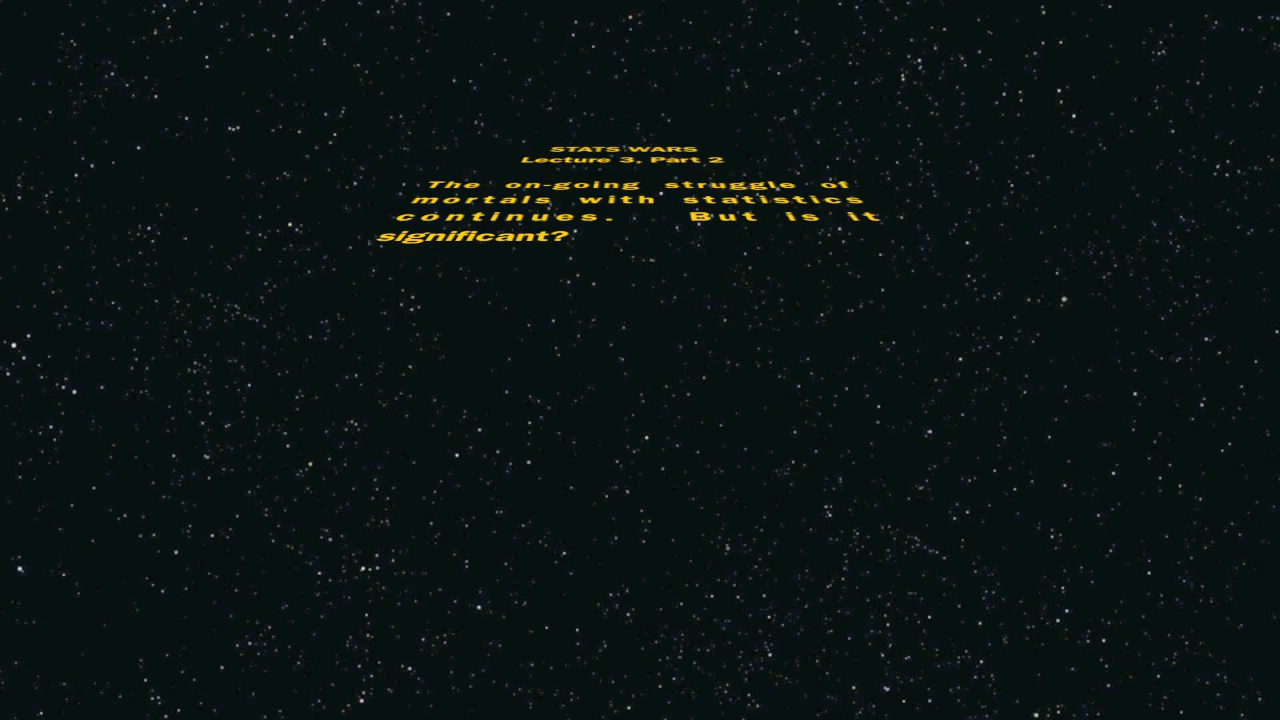 STATS WARS
Lecture 3, Part 2
The on-going struggle of
mortals with statistics
continues. But is it
significant?